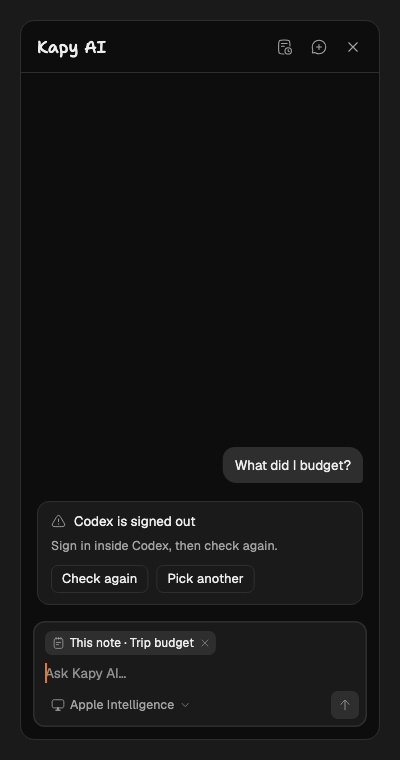 Kapy AI
What did I budget?
Codex is signed out
Sign in inside Codex, then check again.
Check again
Pick another
This note · Trip budget
Ask Kapy AI...
Apple Intelligence